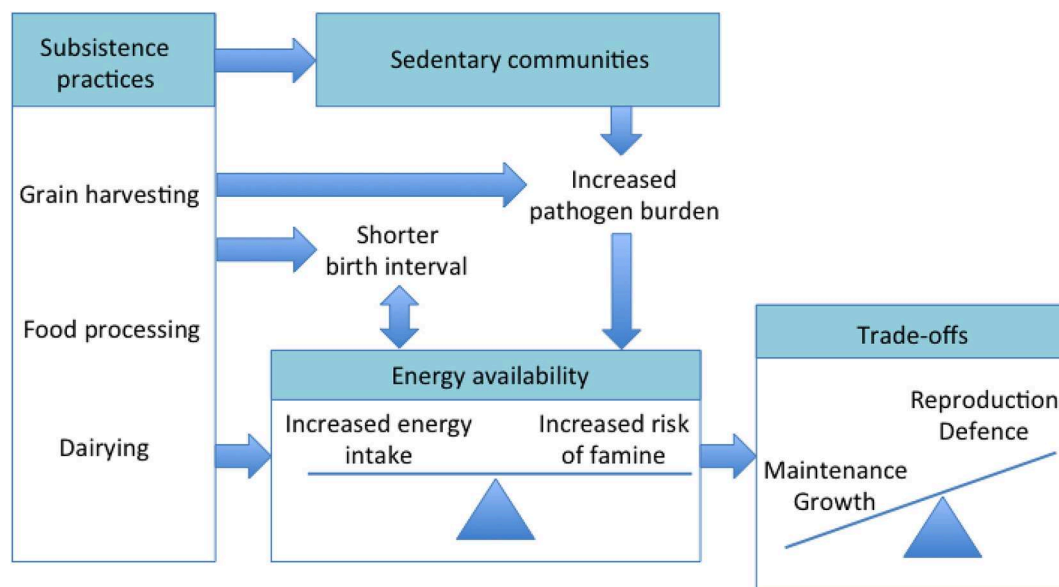 Subsistence
practices
Grain harvesting
Food processing
Dairying
Sedentary communities
Increased
pathogen burden
Shorter
birth interval
Energy availability
Increased energy
intake
Increased risk
of famine
Trade-offs
Reproduction
Defence
Maintenance
Growth